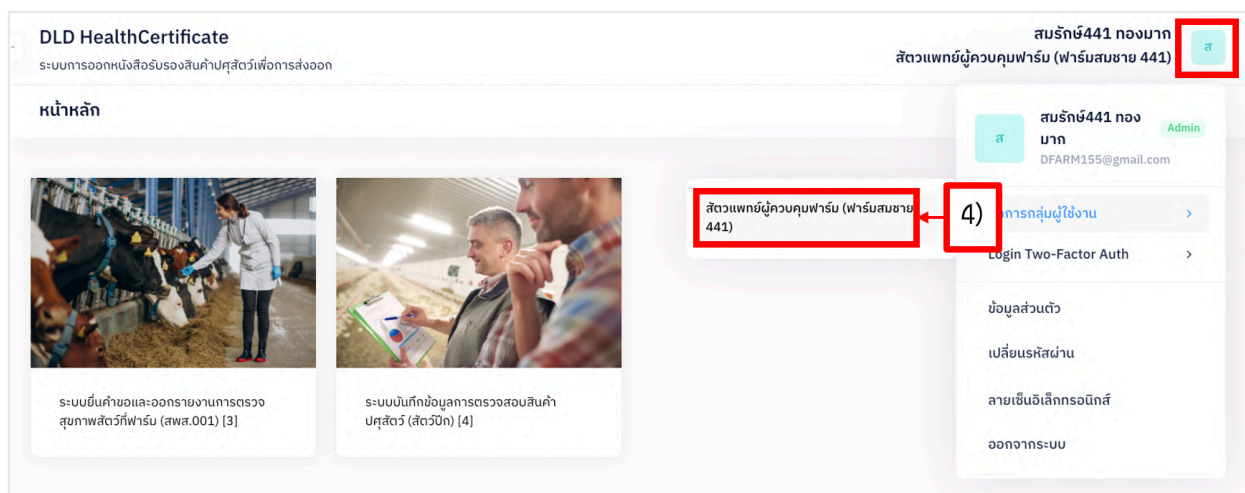 DLD HealthCertificate
ระบบการออกหนังสือรับรองสินค้าปศุสัตว์เพื่อการส่งออก
สมรักษ์441 ทองมาก
สัตวแพทย์ผู้ควบคุมฟาร์ม (ฟาร์มสมชาย 441)
ส
หน้าหลัก
ส
สมรักษ์441 ทอง
มาก
Admin
DFARM155@gmail.com
สัตวแพทย์ผู้ควบคุมฟาร์ม (ฟาร์มสมชาย
441)
4)
การกลุ่มผู้ใช้งาน
Login Two-Factor Auth
ข้อมูลส่วนตัว
เปลี่ยนรหัสผ่าน
ลายเซ็นอิเล็กทรอนิกส์
ออกจากระบบ
ระบบยื่นคำขอและออกรายงานการตรวจ
สุขภาพสัตว์ที่ฟาร์ม (สพส.001) [3]
ระบบบันทึกข้อมูลการตรวจสอบสินค้า
ปศุสัตว์ (สัตว์ปีก) [4]